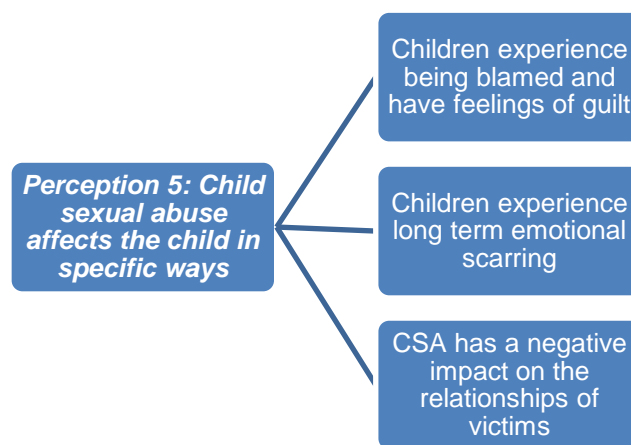 Perception 5: Child
sexual abuse
affects the child in
specific ways
Children experience
being blamed and
have feelings of guilt
Children experience
long term emotional
scarring
CSA has a negative
impact on the
relationships of
victims